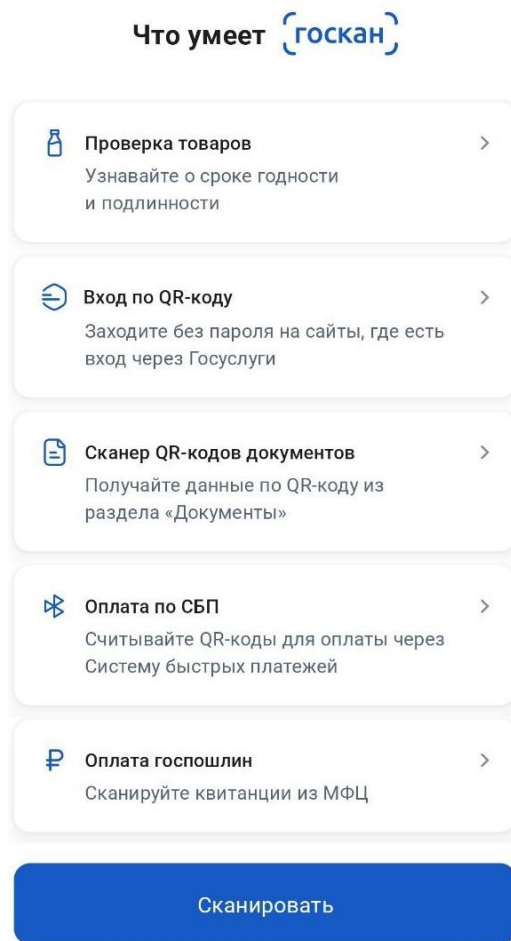 Что умеет госкан
Проверка товаров
Узнавайте о сроке годности
и подлинности
Вход по QR-коду
Заходите без пароля на сайты, где есть
вход через Госуслуги
Сканер QR-кодов документов
Получайте данные по QR-коду из
раздела «Документы»
Оплата по СБП
Считывайте QR-коды для оплаты через
Систему быстрых платежей
Оплата госпошлин
Сканируйте квитанции из МФЦ
Сканировать